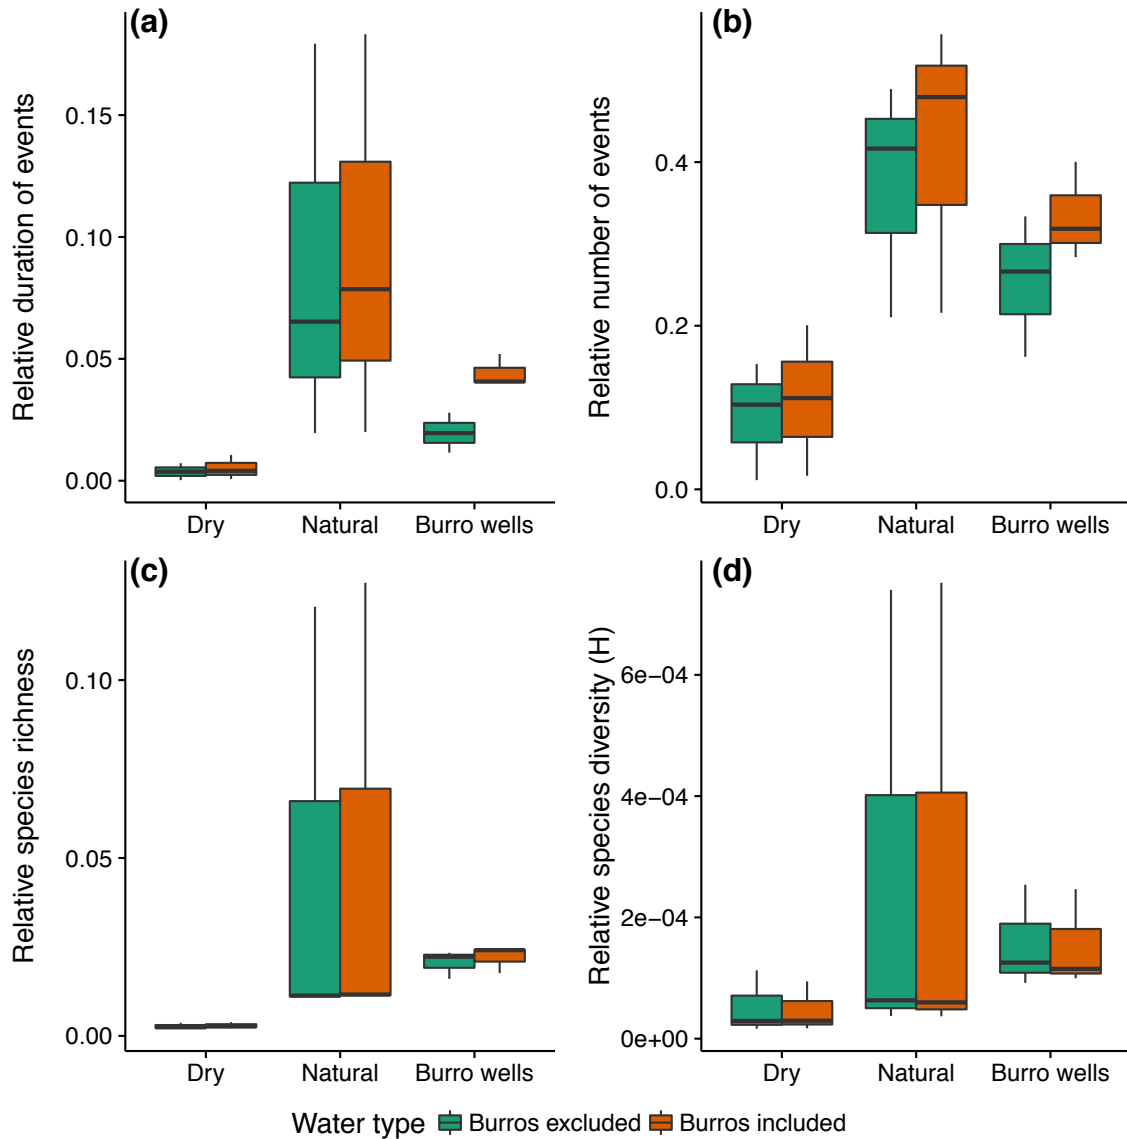 (a)
Relative duration of events
0.15
0.10
0.05
0.00
Dry
Natural
Burro wells
(b)
Relative number of events
0.4
0.2
0.0
Dry
Natural
Burro wells
(c)
Relative species richness
0.10
0.05
0.00
Dry
Natural
Burro wells
(d)
Relative species diversity (H)
6e−04
4e−04
2e−04
0e+00
Dry
Natural
Burro wells
Water type Burros excluded Burros included